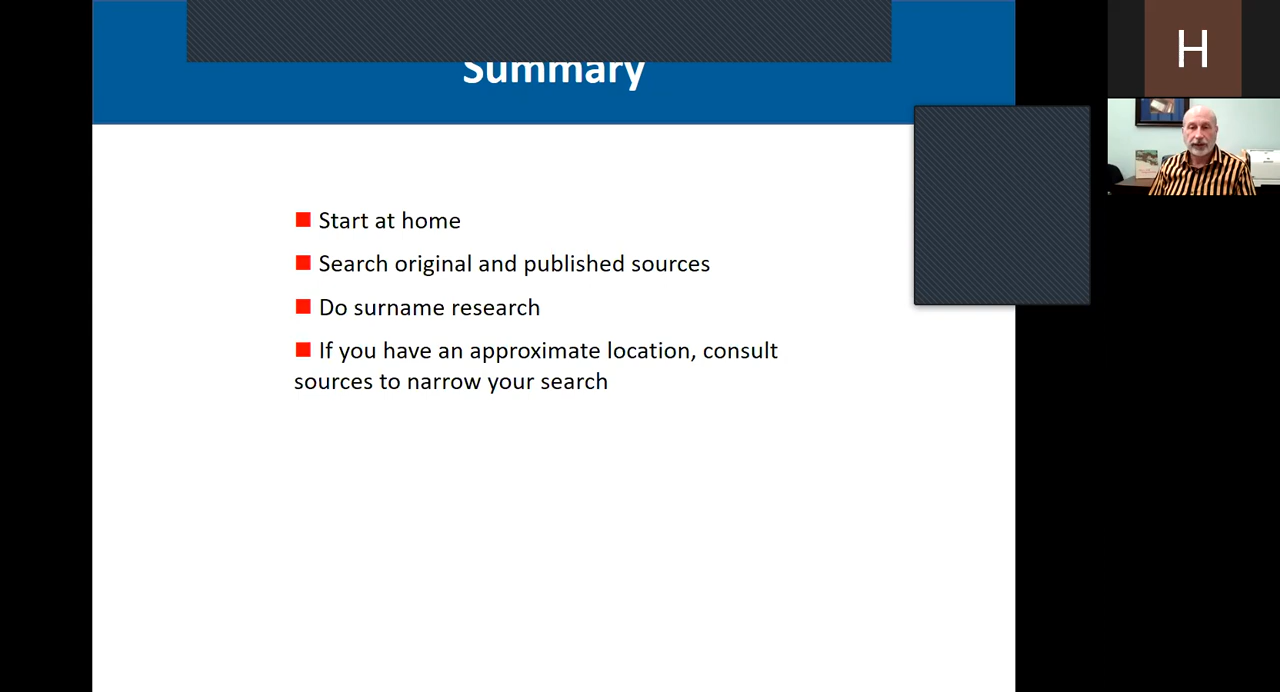 Summary
H
Start at home
Search original and published sources
Do surname research
If you have an approximate location, consult
sources to narrow your search